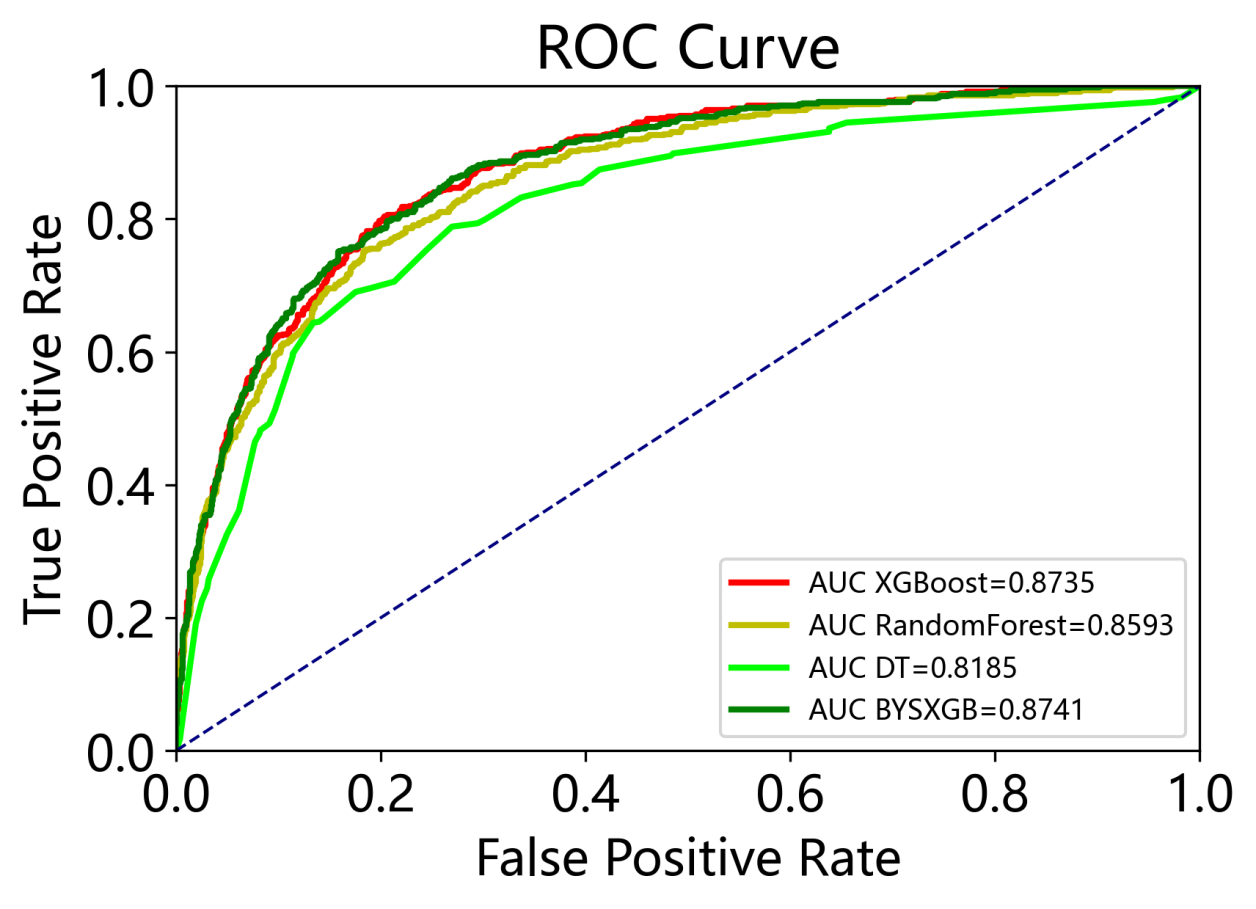 ROC Curve
True Positive Rate
1.0
0.8
0.6
0.4
0.2
0.0
AUC XGBoost=0.8735
AUC RandomForest=0.8593
AUC DT=0.8185
AUC BYSXGB=0.8741
0.0 0.2 0.4 0.6 0.8 1.0
False Positive Rate